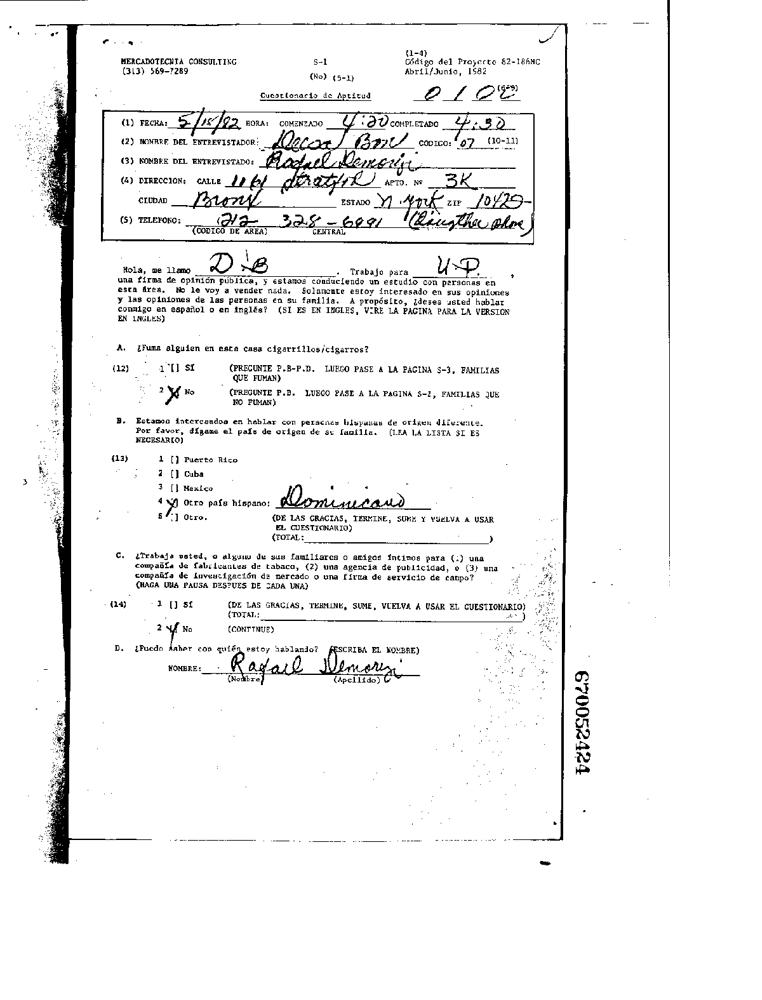 (1-4)
MERCADOTECNIA CONSULTING S-1 Código del Proyecto 82-186MC
(313) 569-7289 (No) (5-1) Abril/Junio, 1982
Cuestionario de Aptitud 0 10
(1) FECHA: 5/18/82 HORA: COMENZADO 4:20 COMPLETADO 4:30
(2) NOMBRE DEL ENTREVISTADOR: CODIGO: 07 (10-11)
(3) NOMBRE DEL ENTREVISTADO: Rafael Demorizi
(4) DIRECCION: CALLE 1161 APTO. Nº 3K
CIUDAD Bronx ESTADO N. York ZIP
(5) TELEFONO: 212 328-6991
(CODIGO DE AREA) CENTRAL
Hola, me llamo D B. Trabajo para U.P.,
una firma de opinión pública, y estamos conduciendo un estudio con personas en
esta área. No le voy a vender nada. Solamente estoy interesado en sus opiniones
y las opiniones de las personas en su familia. A propósito, ¿desea usted hablar
conmigo en español o en inglés? (SI ES EN INGLES, VIRE LA PAGINA PARA LA VERSION
EN INGLES)
A. ¿Fuma alguien en esta casa cigarrillos/cigarros?
(12) 1 [] Sí (PREGUNTE P.B-P.D. LUEGO PASE A LA PAGINA S-3, FAMILIAS
QUE FUMAN)
2 [X] No (PREGUNTE P.D. LUEGO PASE A LA PAGINA S-2, FAMILIAS QUE
NO FUMAN)
B. Estamos interesados en hablar con personas hispanas de origen diferente.
Por favor, dígame el país de origen de su familia. (LEA LA LISTA SI ES
NECESARIO)
(13) 1 [] Puerto Rico
2 [] Cuba
3 [] Mexico
4 [X] Otro país hispano: Dominicano
5 [] Otro. (DE LAS GRACIAS, TERMINE, SUME Y VUELVA A USAR
EL CUESTIONARIO)
(TOTAL: )
C. ¿Trabaja usted, o alguno de sus familiares o amigos íntimos para (1) una
compañía de fabricantes de tabaco, (2) una agencia de publicidad, o (3) una
compañía de investigación de mercado o una firma de servicio de campo?
(HAGA UNA PAUSA DESPUES DE CADA UNA)
(14) 1 [] Sí (DE LAS GRACIAS, TERMINE, SUME, VUELVA A USAR EL CUESTIONARIO)
(TOTAL: )
2 [X] No (CONTINUE)
D. ¿Puedo saber con quién estoy hablando? (ESCRIBA EL NOMBRE)
NOMBRE: Rafael Demorizi
(Nombre) (Apellido)
670052424